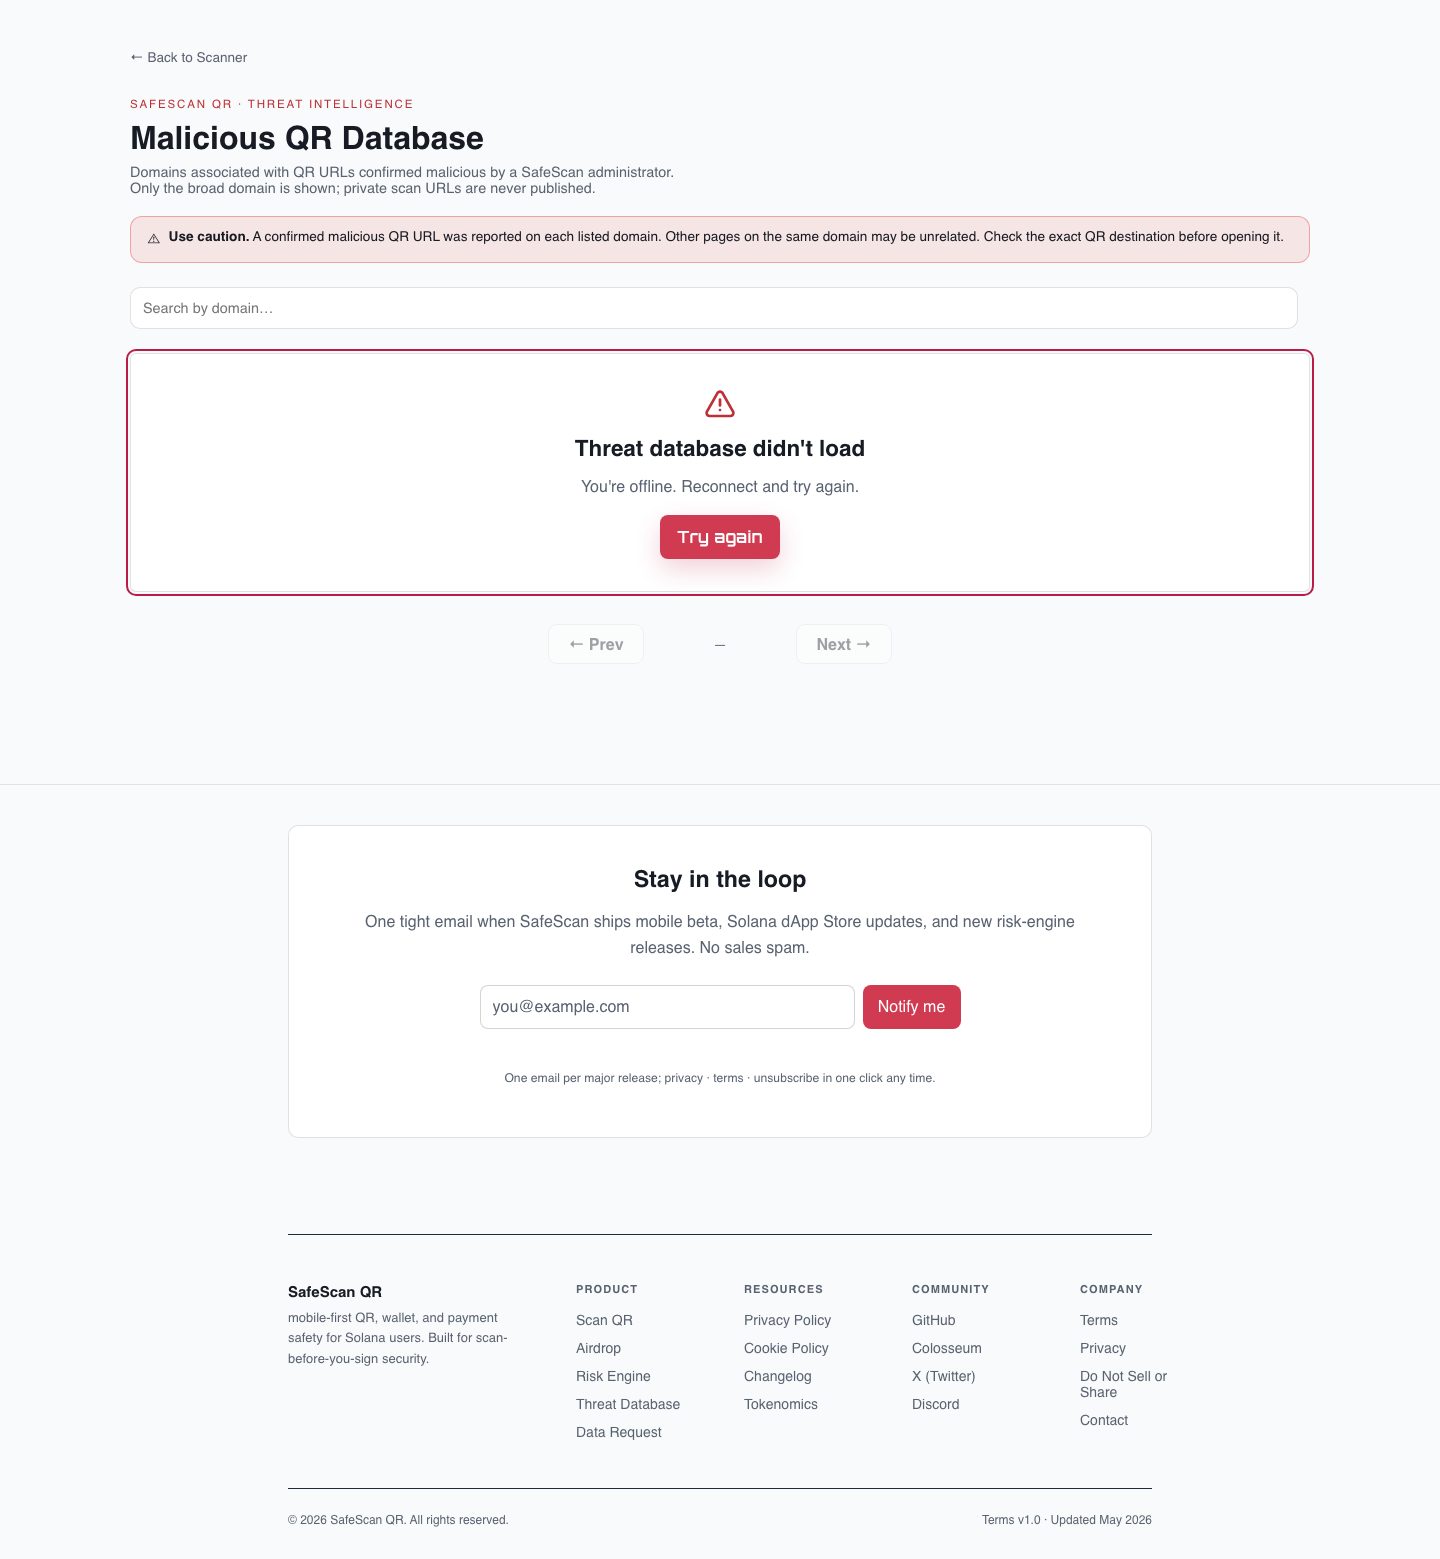 ← Back to Scanner
SAFESCAN QR · THREAT INTELLIGENCE
Malicious QR Database
Domains associated with QR URLs confirmed malicious by a SafeScan administrator.
Only the broad domain is shown; private scan URLs are never published.
⚠ Use caution. A confirmed malicious QR URL was reported on each listed domain. Other pages on the same domain may be unrelated. Check the exact QR destination before opening it.
Search by domain…
Threat database didn't load
You're offline. Reconnect and try again.
Try again
← Prev
—
Next →
Stay in the loop
One tight email when SafeScan ships mobile beta, Solana dApp Store updates, and new risk-engine
releases. No sales spam.
you@example.com
Notify me
One email per major release; privacy · terms · unsubscribe in one click any time.
SafeScan QR
mobile-first QR, wallet, and payment
safety for Solana users. Built for scan-
before-you-sign security.
PRODUCT
Scan QR
Airdrop
Risk Engine
Threat Database
Data Request
RESOURCES
Privacy Policy
Cookie Policy
Changelog
Tokenomics
COMMUNITY
GitHub
Colosseum
X (Twitter)
Discord
COMPANY
Terms
Privacy
Do Not Sell or
Share
Contact
© 2026 SafeScan QR. All rights reserved.
Terms v1.0 · Updated May 2026